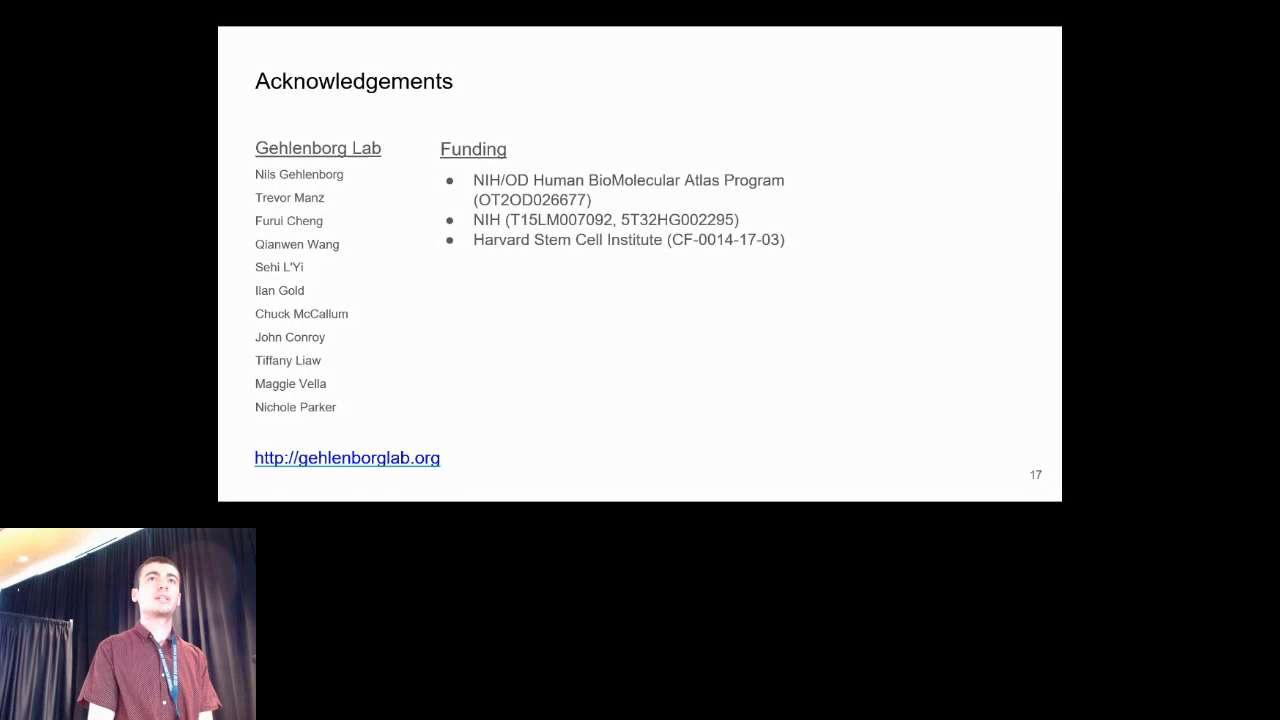 Acknowledgements
Gehlenborg Lab
Nils Gehlenborg
Trevor Manz
Furui Cheng
Qianwen Wang
Sehi L'Yi
Ilan Gold
Chuck McCallum
John Conroy
Tiffany Liaw
Maggie Vella
Nichole Parker
http://gehlenborglab.org
Funding
● NIH/OD Human BioMolecular Atlas Program
(OT2OD026677)
● NIH (T15LM007092, 5T32HG002295)
● Harvard Stem Cell Institute (CF-0014-17-03)
17